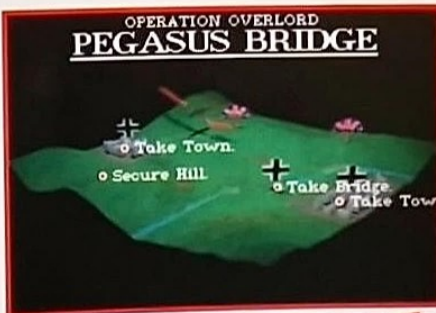 OPERATION OVERLORD
PEGASUS BRIDGE
Take Town.
Secure Hill.
Take Bridge.
Take Tow